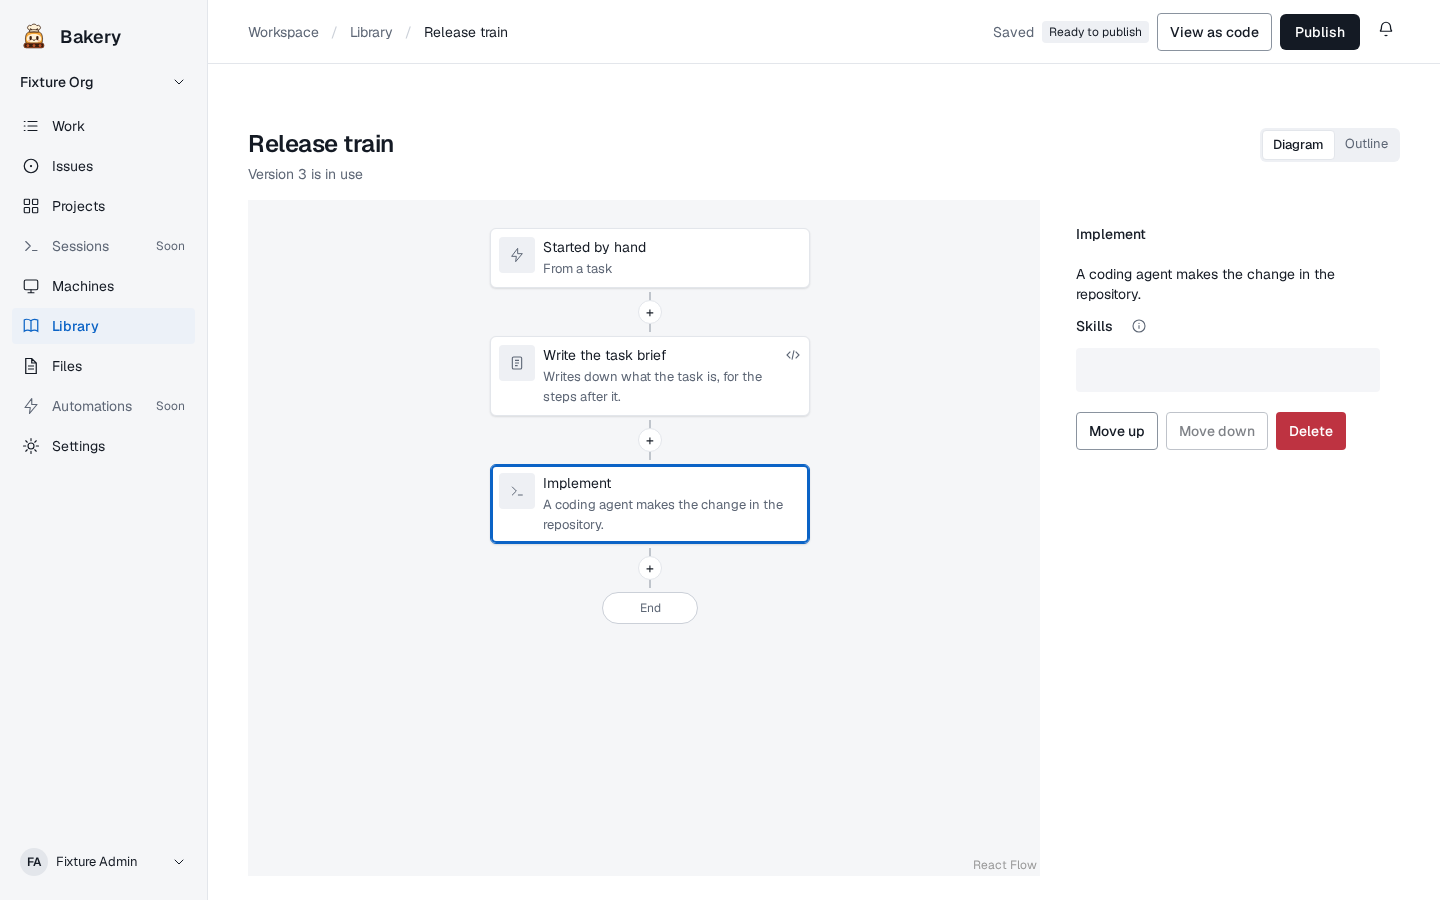 Bakery
Fixture Org
Work
Issues
Projects
Sessions Soon
Machines
Library
Files
Automations Soon
Settings
FA Fixture Admin
Workspace / Library / Release train
Saved Ready to publish View as code Publish
Release train
Version 3 is in use
Diagram Outline
Started by hand
From a task
+
Write the task brief
Writes down what the task is, for the
steps after it.
+
Implement
A coding agent makes the change in the
repository.
+
End
React Flow
Implement
A coding agent makes the change in the
repository.
Skills
Move up Move down Delete